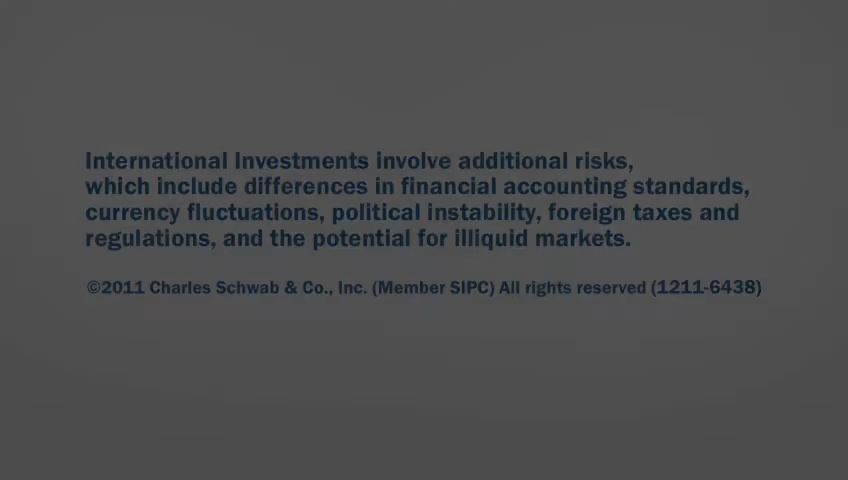 International Investments involve additional risks,
which include differences in financial accounting standards,
currency fluctuations, political instability, foreign taxes and
regulations, and the potential for illiquid markets.
©2011 Charles Schwab & Co., Inc. (Member SIPC) All rights reserved (1211-6438)